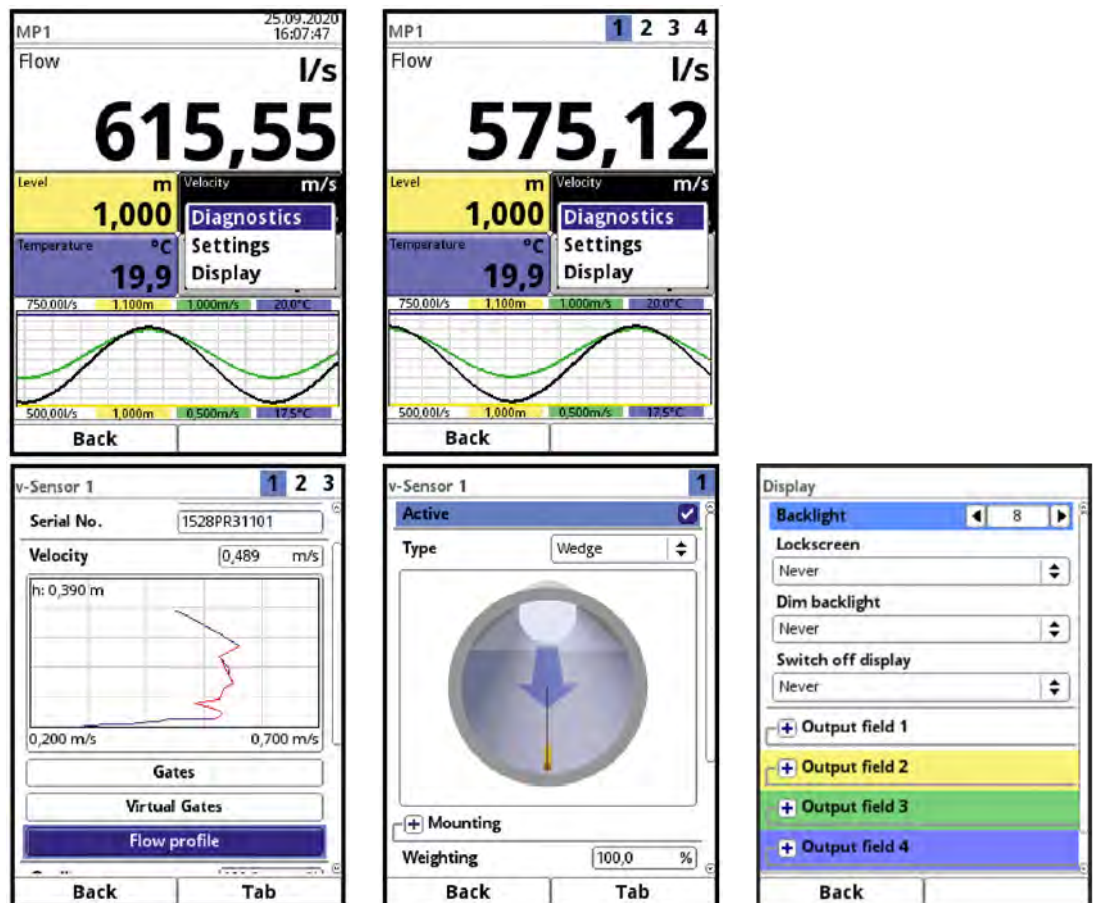 MP1
25.09.2020
16:07:47
Flow
l/s
615,55
Level m
1,000
Velocity m/s
Temperature °C
19,9
Diagnostics
Settings
Display
750,00l/s 1,100m 1,000m/s 20,0°C
500,00l/s 1,000m 0,500m/s 17,5°C
Back
MP1
1 2 3 4
Flow
l/s
575,12
Level m
1,000
Velocity m/s
Temperature °C
19,9
Diagnostics
Settings
Display
750,00l/s 1,100m 1,000m/s 20,0°C
500,00l/s 1,000m 0,500m/s 17,5°C
Back
v-Sensor 1
1 2 3
Serial No. 1528PR31101
Velocity 0,489 m/s
h: 0,390 m
0,200 m/s 0,700 m/s
Gates
Virtual Gates
Flow profile
Back Tab
v-Sensor 1
1
Active
Type Wedge
+ Mounting
Weighting 100,0 %
Back Tab
Display
Backlight 8
Lockscreen
Never
Dim backlight
Never
Switch off display
Never
+ Output field 1
+ Output field 2
+ Output field 3
+ Output field 4
Back